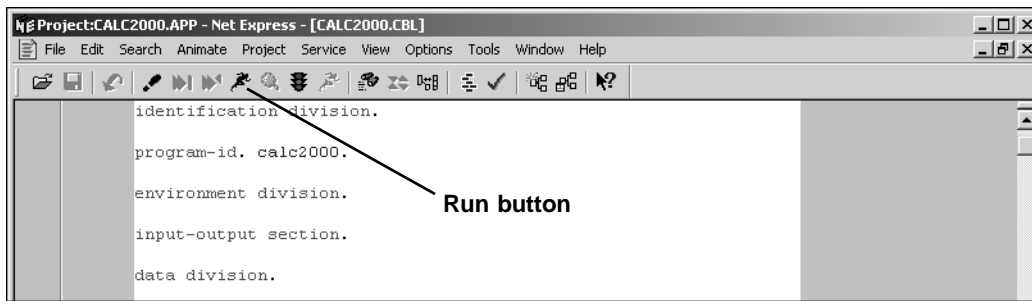 NE Project:CALC2000.APP - Net Express - [CALC2000.CBL]
File Edit Search Animate Project Service View Options Tools Window Help
identification division.
program-id. calc2000.
environment division.
Run button
input-output section.
data division.